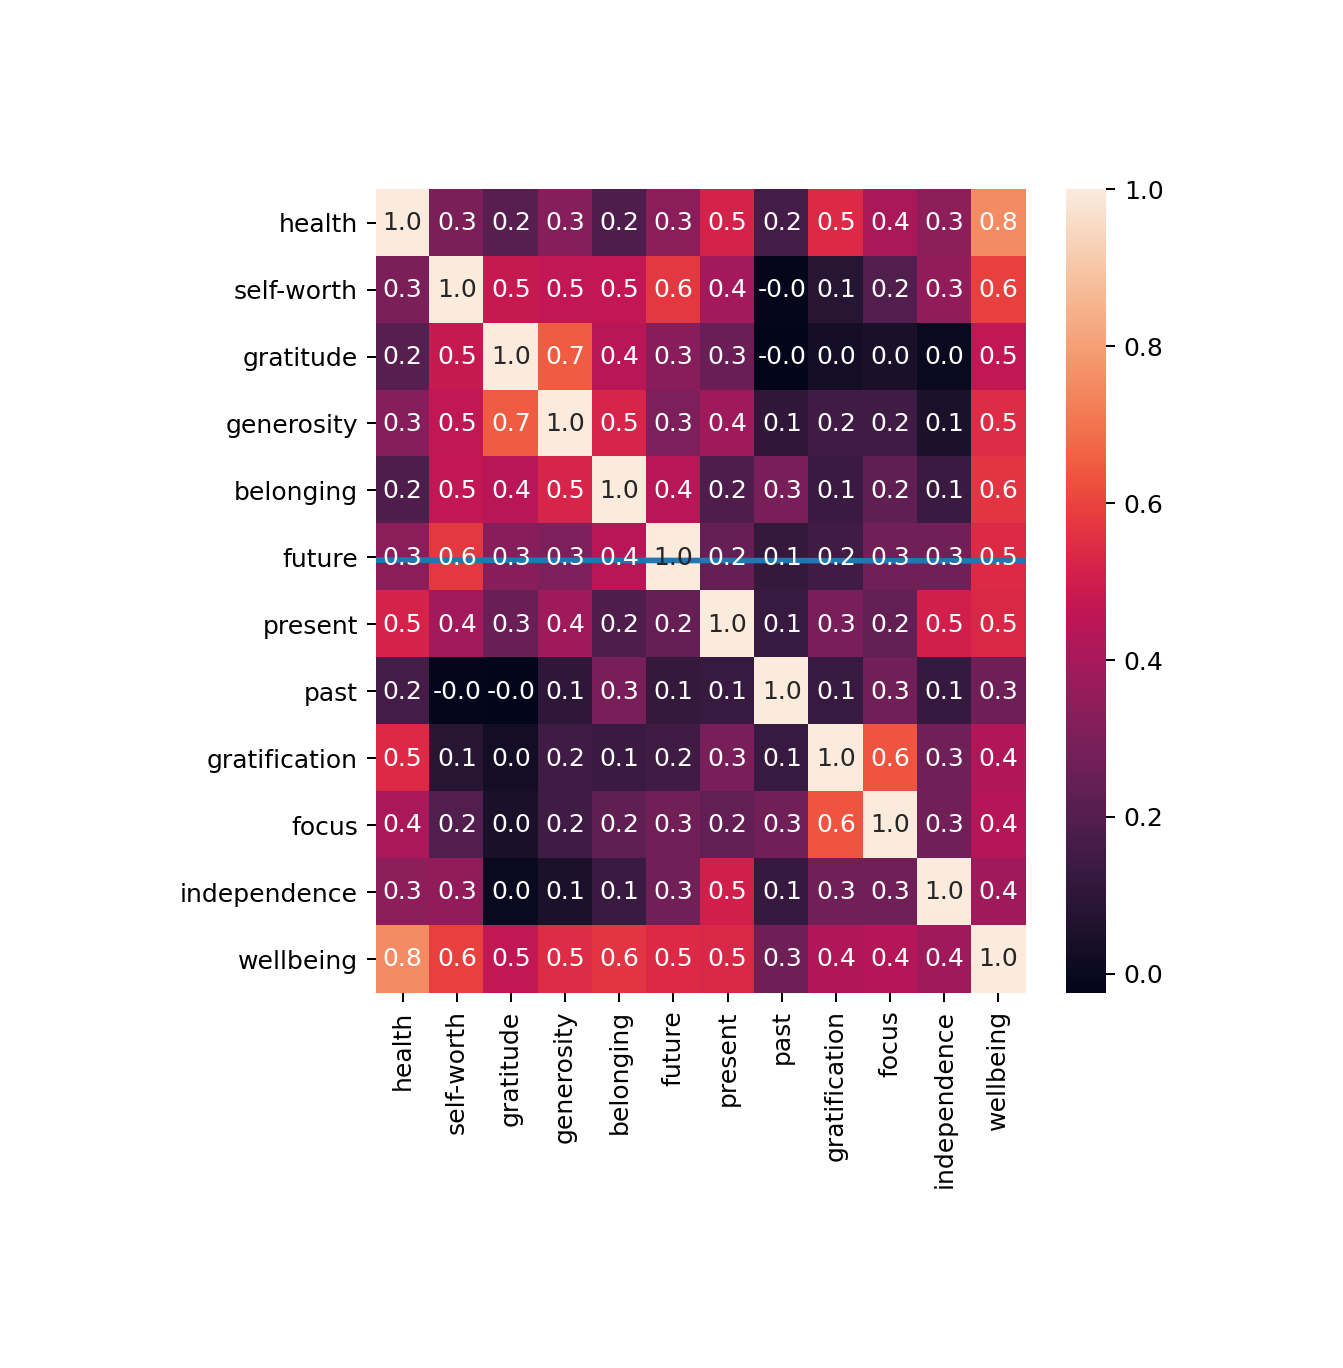 health 1.0 0.3 0.2 0.3 0.2 0.3 0.5 0.2 0.5 0.4 0.3 0.8
self-worth 0.3 1.0 0.5 0.5 0.5 0.6 0.4 -0.0 0.1 0.2 0.3 0.6
gratitude 0.2 0.5 1.0 0.7 0.4 0.3 0.3 -0.0 0.0 0.0 0.0 0.5
generosity 0.3 0.5 0.7 1.0 0.5 0.3 0.4 0.1 0.2 0.2 0.1 0.5
belonging 0.2 0.5 0.4 0.5 1.0 0.4 0.2 0.3 0.1 0.2 0.1 0.6
future 0.3 0.6 0.3 0.3 0.4 1.0 0.2 0.1 0.2 0.3 0.3 0.5
present 0.5 0.4 0.3 0.4 0.2 0.2 1.0 0.1 0.3 0.2 0.5 0.5
past 0.2 -0.0 -0.0 0.1 0.3 0.1 0.1 1.0 0.1 0.3 0.1 0.3
gratification 0.5 0.1 0.0 0.2 0.1 0.2 0.3 0.1 1.0 0.6 0.3 0.4
focus 0.4 0.2 0.0 0.2 0.2 0.3 0.2 0.3 0.6 1.0 0.3 0.4
independence 0.3 0.3 0.0 0.1 0.1 0.3 0.5 0.1 0.3 0.3 1.0 0.4
wellbeing 0.8 0.6 0.5 0.5 0.6 0.5 0.5 0.3 0.4 0.4 0.4 1.0
health
self-worth
gratitude
generosity
belonging
future
present
past
gratification
focus
independence
wellbeing
1.0
0.8
0.6
0.4
0.2
0.0